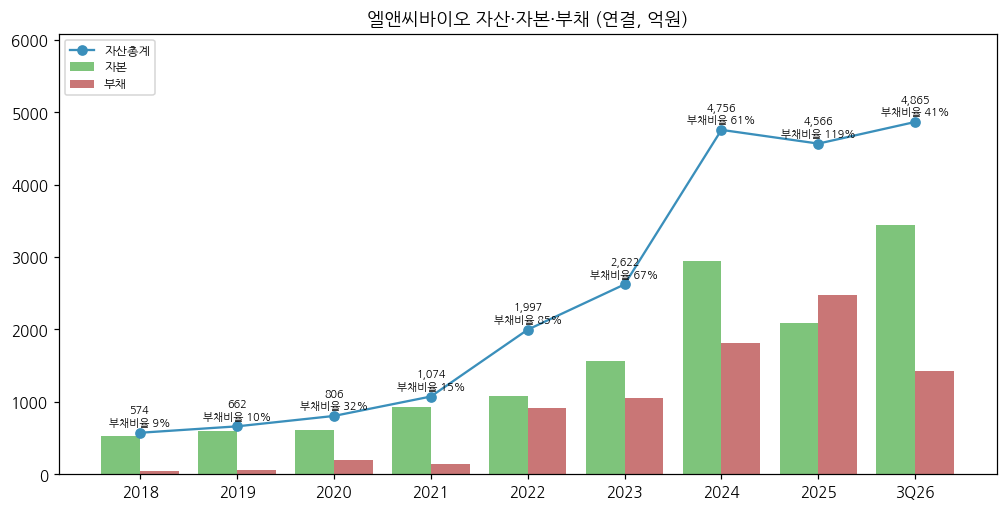 엘앤씨바이오 자산·자본·부채 (연결, 억원)
자산총계
자본
부채
6000
5000
4000
3000
2000
1000
0
574
부채비율 9%
662
부채비율 10%
806
부채비율 32%
1,074
부채비율 15%
1,997
부채비율 85%
2,622
부채비율 67%
4,756
부채비율 61%
4,566
부채비율 119%
4,865
부채비율 41%
2018
2019
2020
2021
2022
2023
2024
2025
3Q26